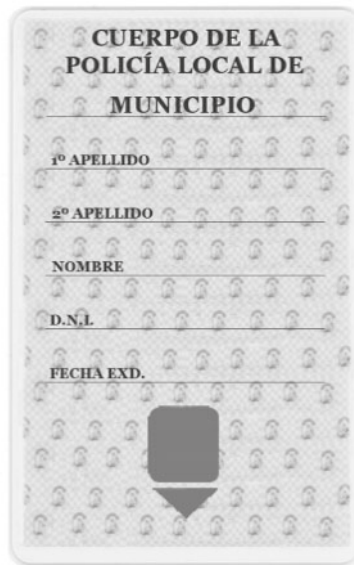 CUERPO DE LA
POLICÍA LOCAL DE
MUNICIPIO
1º APELLIDO
2º APELLIDO
NOMBRE
D.N.I.
FECHA EXD.